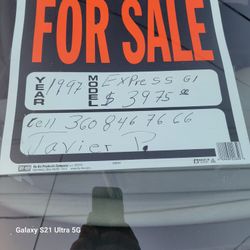 FOR SALE
YEAR 1997 MODEL EXPRESS G1
$ 3975 00
Cell 360 846 76 66
Javier P.
Galaxy S21 Ultra 5G